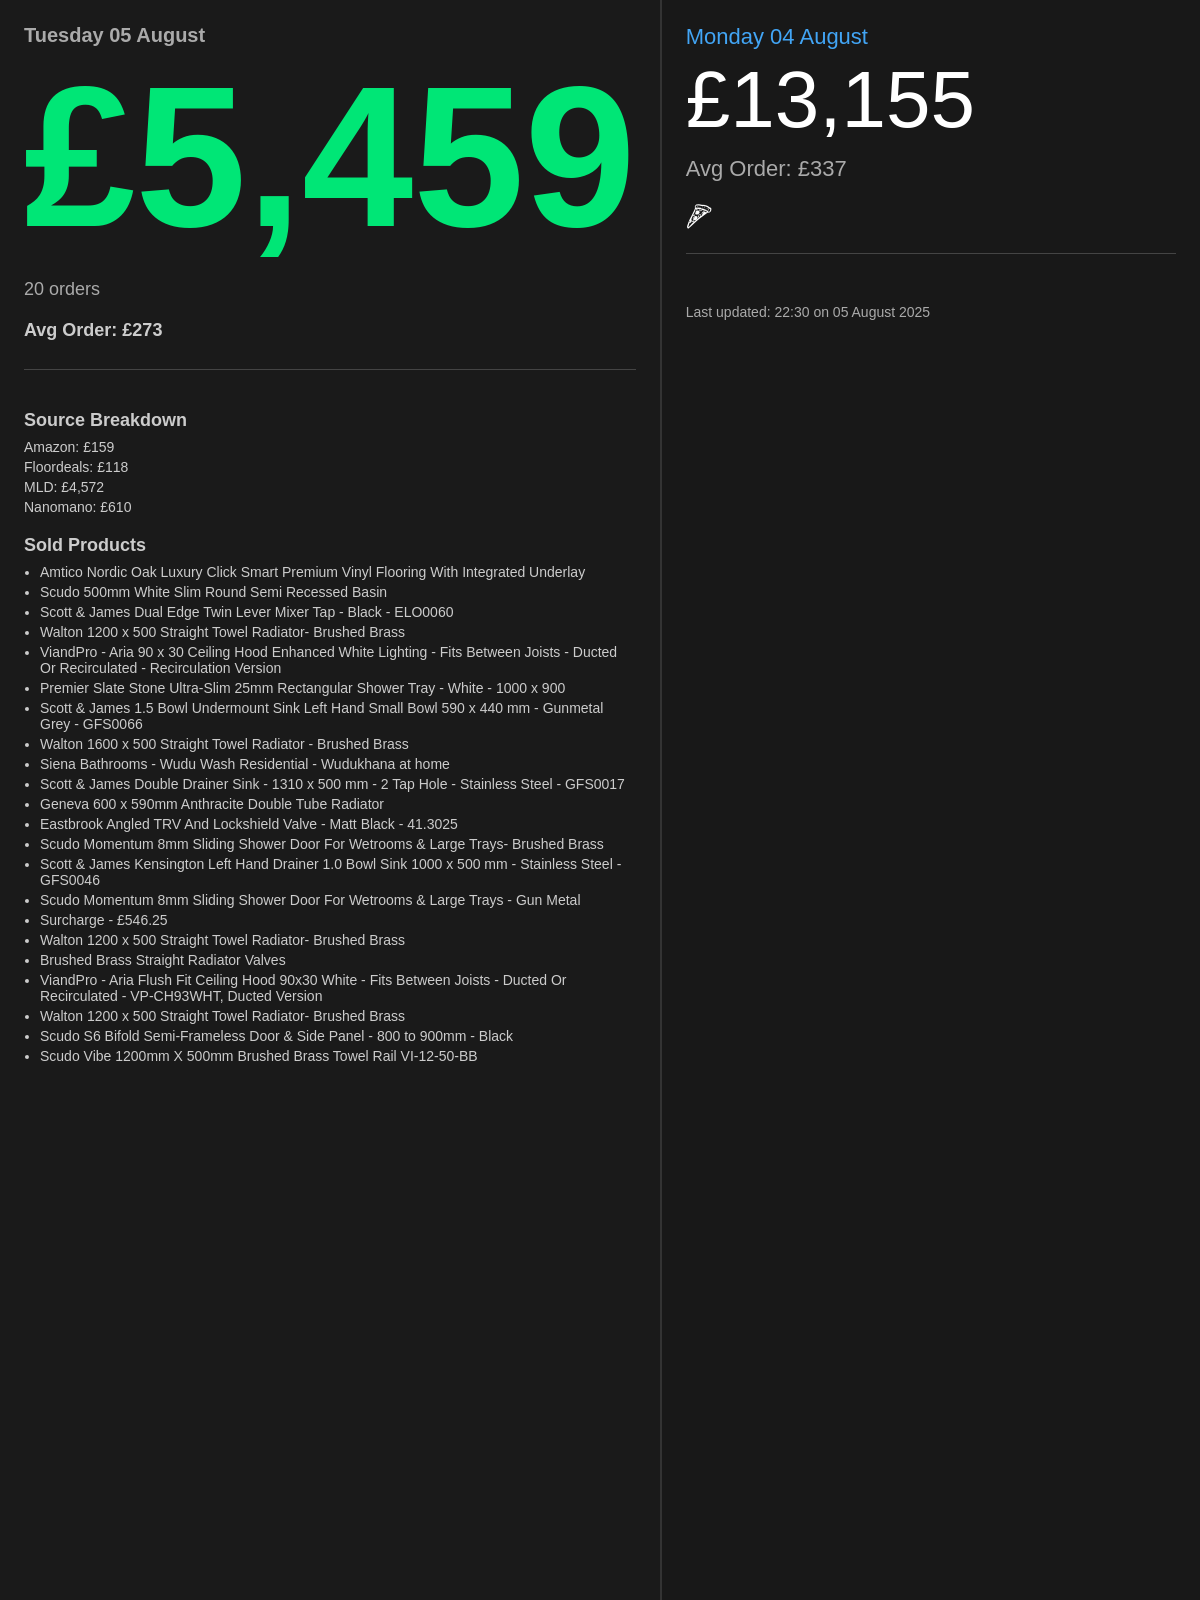 Tuesday 05 August
£5,459
20 orders
Avg Order: £273
Source Breakdown
Amazon: £159
Floordeals: £118
MLD: £4,572
Nanomano: £610
Sold Products
• Amtico Nordic Oak Luxury Click Smart Premium Vinyl Flooring With Integrated Underlay
• Scudo 500mm White Slim Round Semi Recessed Basin
• Scott & James Dual Edge Twin Lever Mixer Tap - Black - ELO0060
• Walton 1200 x 500 Straight Towel Radiator- Brushed Brass
• ViandPro - Aria 90 x 30 Ceiling Hood Enhanced White Lighting - Fits Between Joists - Ducted
Or Recirculated - Recirculation Version
• Premier Slate Stone Ultra-Slim 25mm Rectangular Shower Tray - White - 1000 x 900
• Scott & James 1.5 Bowl Undermount Sink Left Hand Small Bowl 590 x 440 mm - Gunmetal
Grey - GFS0066
• Walton 1600 x 500 Straight Towel Radiator - Brushed Brass
• Siena Bathrooms - Wudu Wash Residential - Wudukhana at home
• Scott & James Double Drainer Sink - 1310 x 500 mm - 2 Tap Hole - Stainless Steel - GFS0017
• Geneva 600 x 590mm Anthracite Double Tube Radiator
• Eastbrook Angled TRV And Lockshield Valve - Matt Black - 41.3025
• Scudo Momentum 8mm Sliding Shower Door For Wetrooms & Large Trays- Brushed Brass
• Scott & James Kensington Left Hand Drainer 1.0 Bowl Sink 1000 x 500 mm - Stainless Steel -
GFS0046
• Scudo Momentum 8mm Sliding Shower Door For Wetrooms & Large Trays - Gun Metal
• Surcharge - £546.25
• Walton 1200 x 500 Straight Towel Radiator- Brushed Brass
• Brushed Brass Straight Radiator Valves
• ViandPro - Aria Flush Fit Ceiling Hood 90x30 White - Fits Between Joists - Ducted Or
Recirculated - VP-CH93WHT, Ducted Version
• Walton 1200 x 500 Straight Towel Radiator- Brushed Brass
• Scudo S6 Bifold Semi-Frameless Door & Side Panel - 800 to 900mm - Black
• Scudo Vibe 1200mm X 500mm Brushed Brass Towel Rail VI-12-50-BB
Monday 04 August
£13,155
Avg Order: £337
Last updated: 22:30 on 05 August 2025